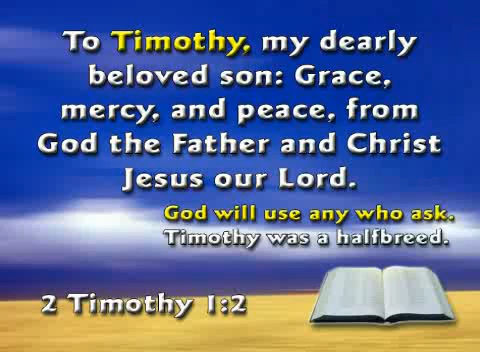 To Timothy, my dearly
beloved son: Grace,
mercy, and peace, from
God the Father and Christ
Jesus our Lord.
God will use any who ask.
Timothy was a halfbreed.
2 Timothy 1:2